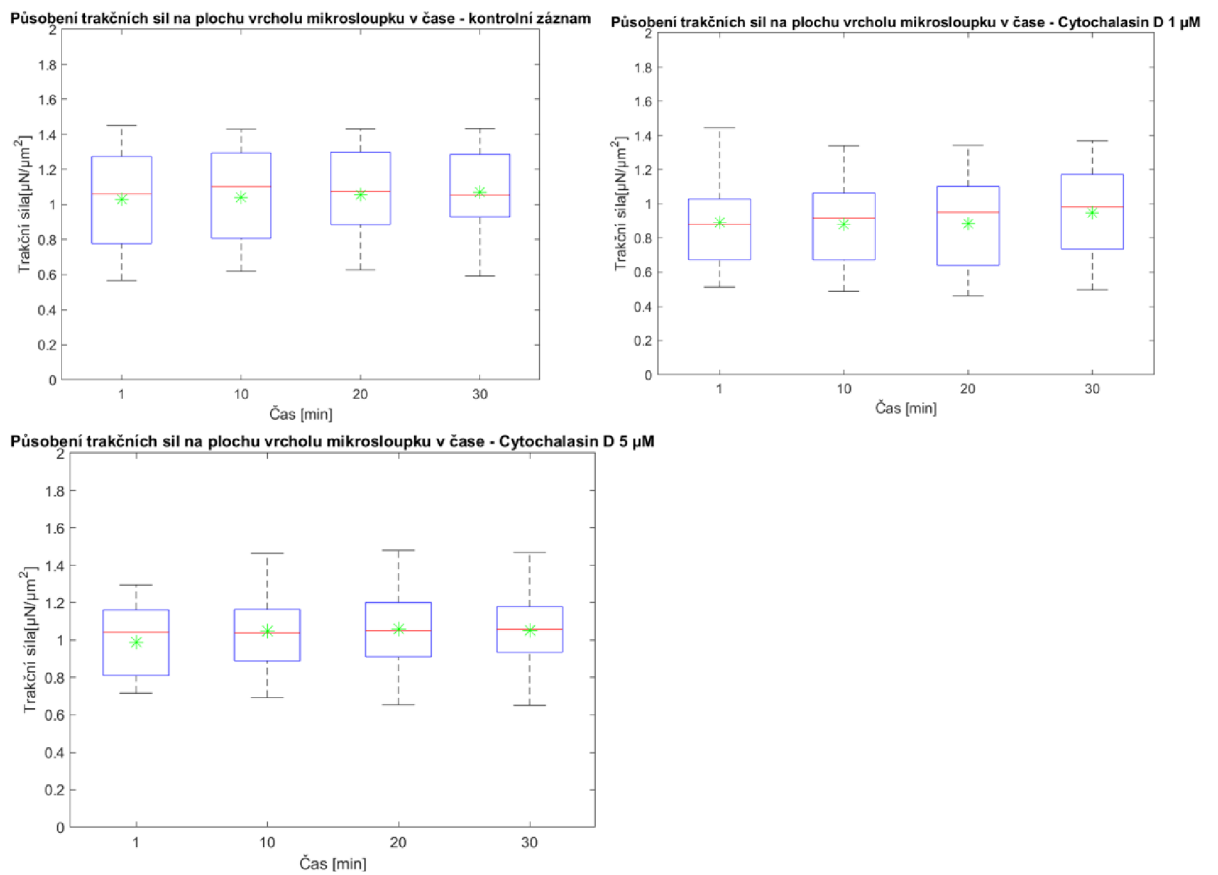 Působení trakčních sil na plochu vrcholu mikrosloupku v čase - kontrolní záznam
2
1.8
1.6
1.4
1.2
1
0.8
0.6
0.4
0.2
0
Trakční síla[µN/µm²]
1 10 20 30
Čas [min]
Působení trakčních sil na plochu vrcholu mikrosloupku v čase - Cytochalasin D 1 µM
2
1.8
1.6
1.4
1.2
1
0.8
0.6
0.4
0.2
0
Trakční síla[µN/µm²]
1 10 20 30
Čas [min]
Působení trakčních sil na plochu vrcholu mikrosloupku v čase - Cytochalasin D 5 µM
2
1.8
1.6
1.4
1.2
1
0.8
0.6
0.4
0.2
0
Trakční síla[µN/µm²]
1 10 20 30
Čas [min]